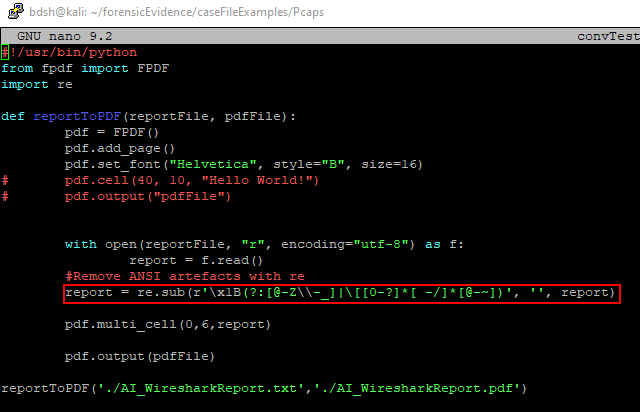 bdsh@kali: ~/forensicEvidence/caseFileExamples/Pcaps
GNU nano 9.2 convTest
#!/usr/bin/python
from fpdf import FPDF
import re
def reportToPDF(reportFile, pdfFile):
pdf = FPDF()
pdf.add_page()
pdf.set_font("Helvetica", style="B", size=16)
# pdf.cell(40, 10, "Hello World!")
# pdf.output("pdfFile")
with open(reportFile, "r", encoding="utf-8") as f:
report = f.read()
#Remove ANSI artefacts with re
report = re.sub(r'\x1B(?:[@-Z\\-_]|\[[0-?]*[ -/]*[@-~])', '', report)
pdf.multi_cell(0,6,report)
pdf.output(pdfFile)
reportToPDF('./AI_WiresharkReport.txt','./AI_WiresharkReport.pdf')